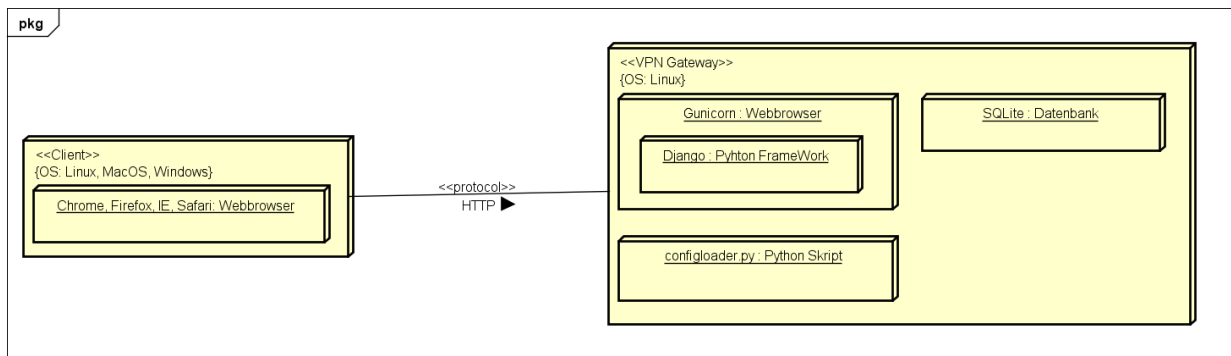 pkg
<<Client>>
{OS: Linux, MacOS, Windows}
Chrome, Firefox, IE, Safari: Webbrowser
<<protocol>>
HTTP ▶
<<VPN Gateway>>
{OS: Linux}
Gunicorn : Webbrowser
Django : Pyhton FrameWork
SQLite : Datenbank
configloader.py : Python Skript